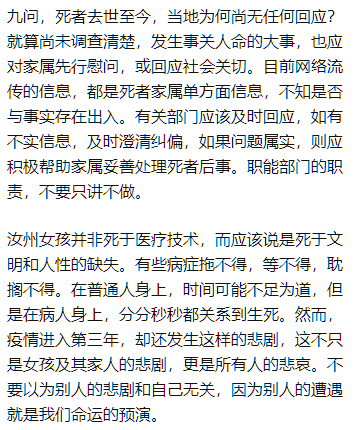 九问，死者去世至今，当地为何尚无任何回应？
就算尚未调查清楚，发生事关人命的大事，也应
对家属先行慰问，或回应社会关切。目前网络流
传的信息，都是死者家属单方面信息，不知是否
与事实存在出入。有关部门应该及时回应，如有
不实信息，及时澄清纠偏，如果问题属实，则应
积极帮助家属妥善处理死者后事。职能部门的职
责，不要只讲不做。
汝州女孩并非死于医疗技术，而应该说是死于文
明和人性的缺失。有些病症拖不得，等不得，耽
搁不得。在普通人身上，时间可能不足为道，但
是在病人身上，分分秒秒都关系到生死。然而，
疫情进入第三年，却还发生这样的悲剧，这不只
是女孩及其家人的悲剧，更是所有人的悲哀。不
要以为别人的悲剧和自己无关，因为别人的遭遇
就是我们命运的预演。